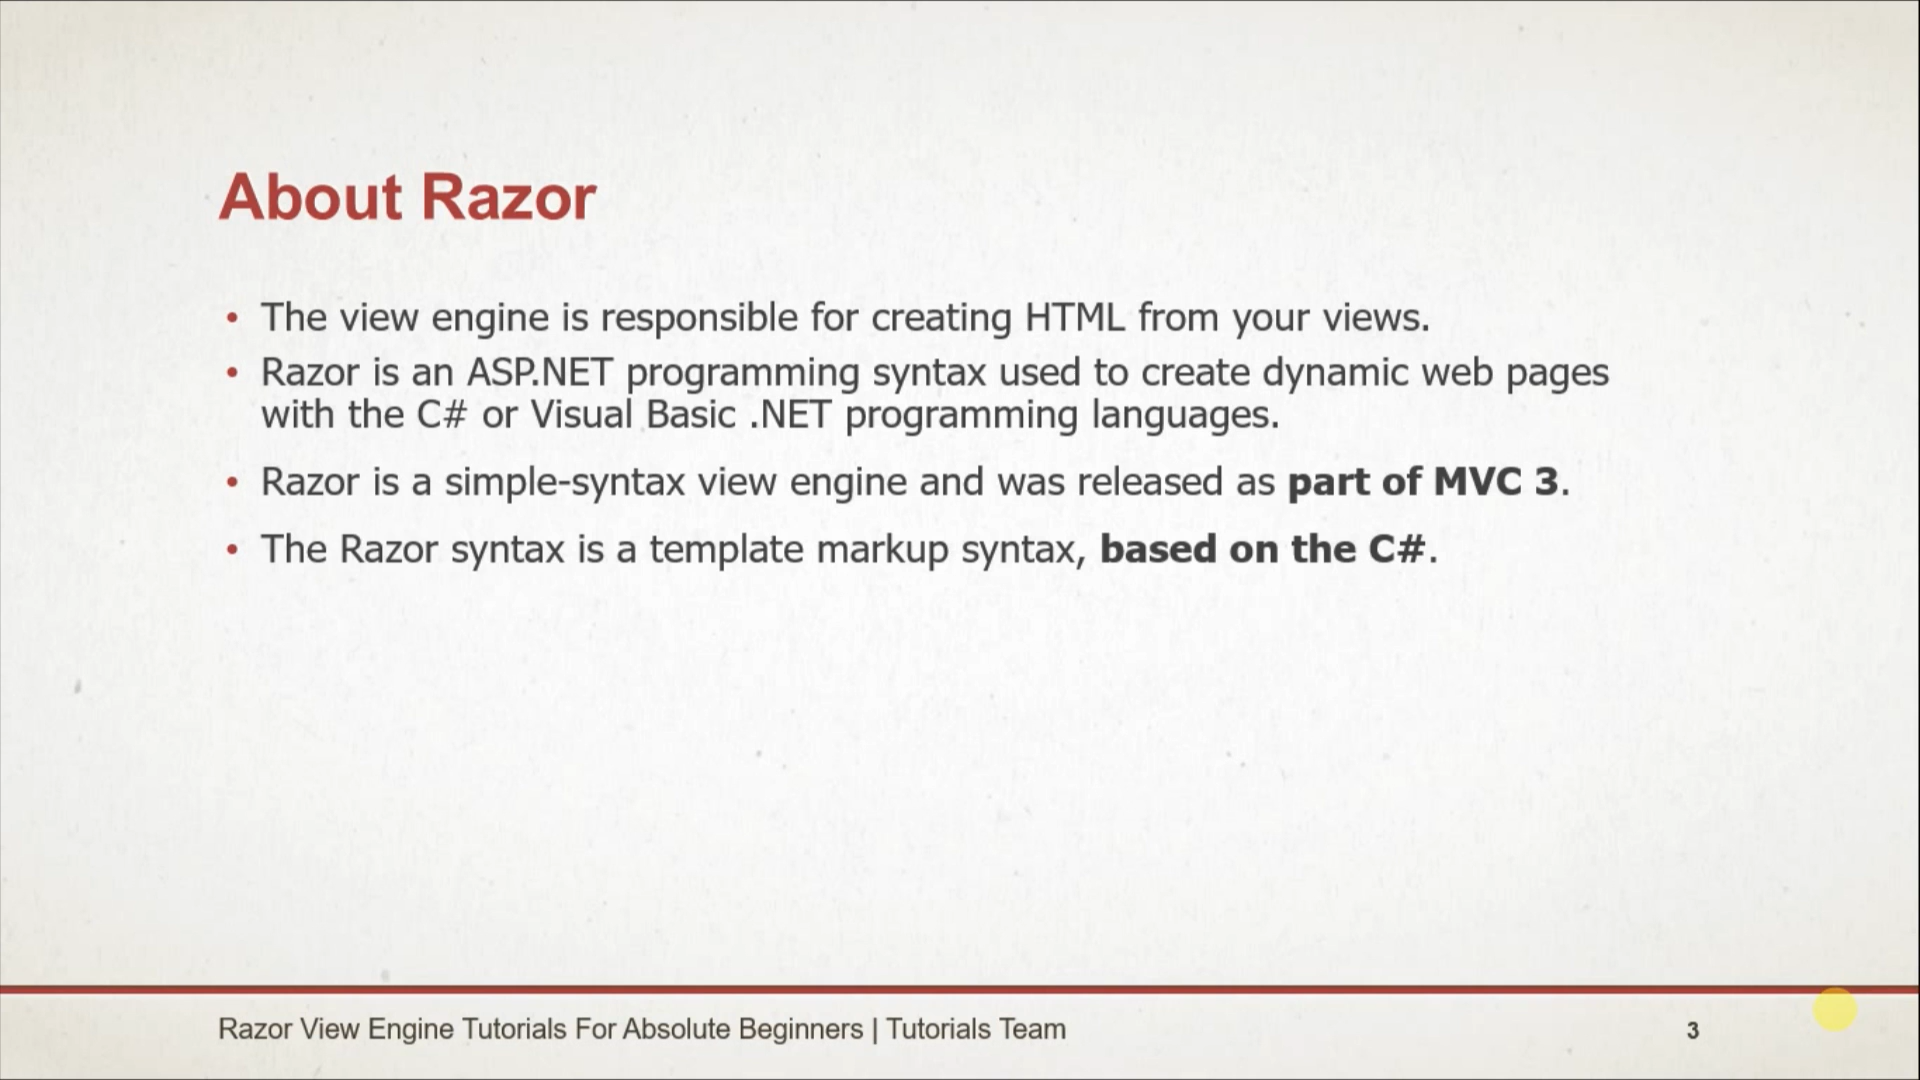 About Razor
• The view engine is responsible for creating HTML from your views.
• Razor is an ASP.NET programming syntax used to create dynamic web pages
with the C# or Visual Basic .NET programming languages.
• Razor is a simple-syntax view engine and was released as part of MVC 3.
• The Razor syntax is a template markup syntax, based on the C#.
Razor View Engine Tutorials For Absolute Beginners | Tutorials Team
3